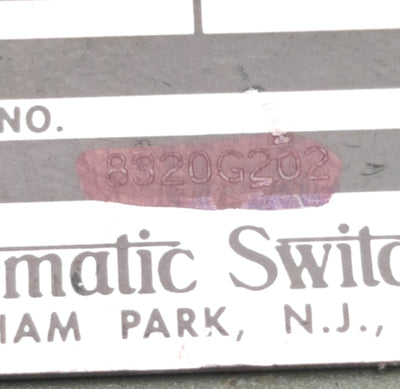 NO.
8320G202
matic Switc
HAM PARK, N.J.,